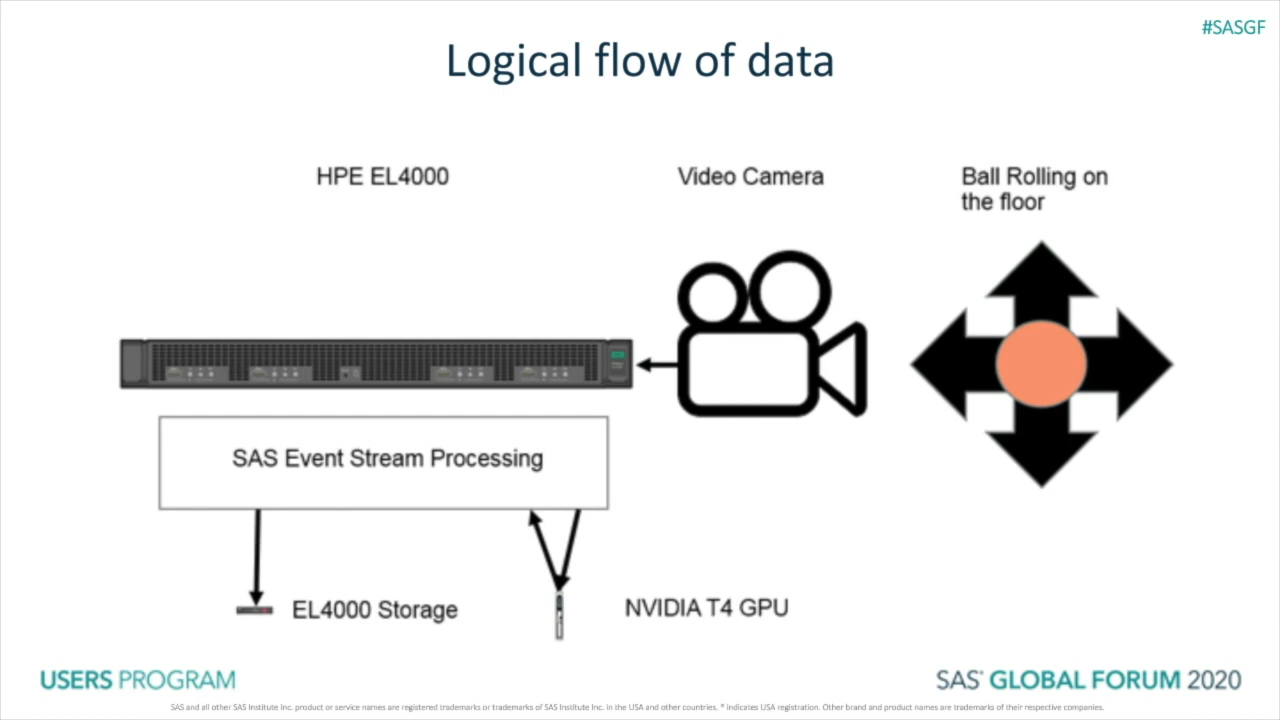 #SASGF
Logical flow of data
HPE EL4000
Video Camera
Ball Rolling on
the floor
SAS Event Stream Processing
EL4000 Storage
NVIDIA T4 GPU
USERS PROGRAM
SAS® GLOBAL FORUM 2020
SAS and all other SAS Institute Inc. product or service names are registered trademarks or trademarks of SAS Institute Inc. in the USA and other countries. ® indicates USA registration. Other brand and product names are trademarks of their respective companies.